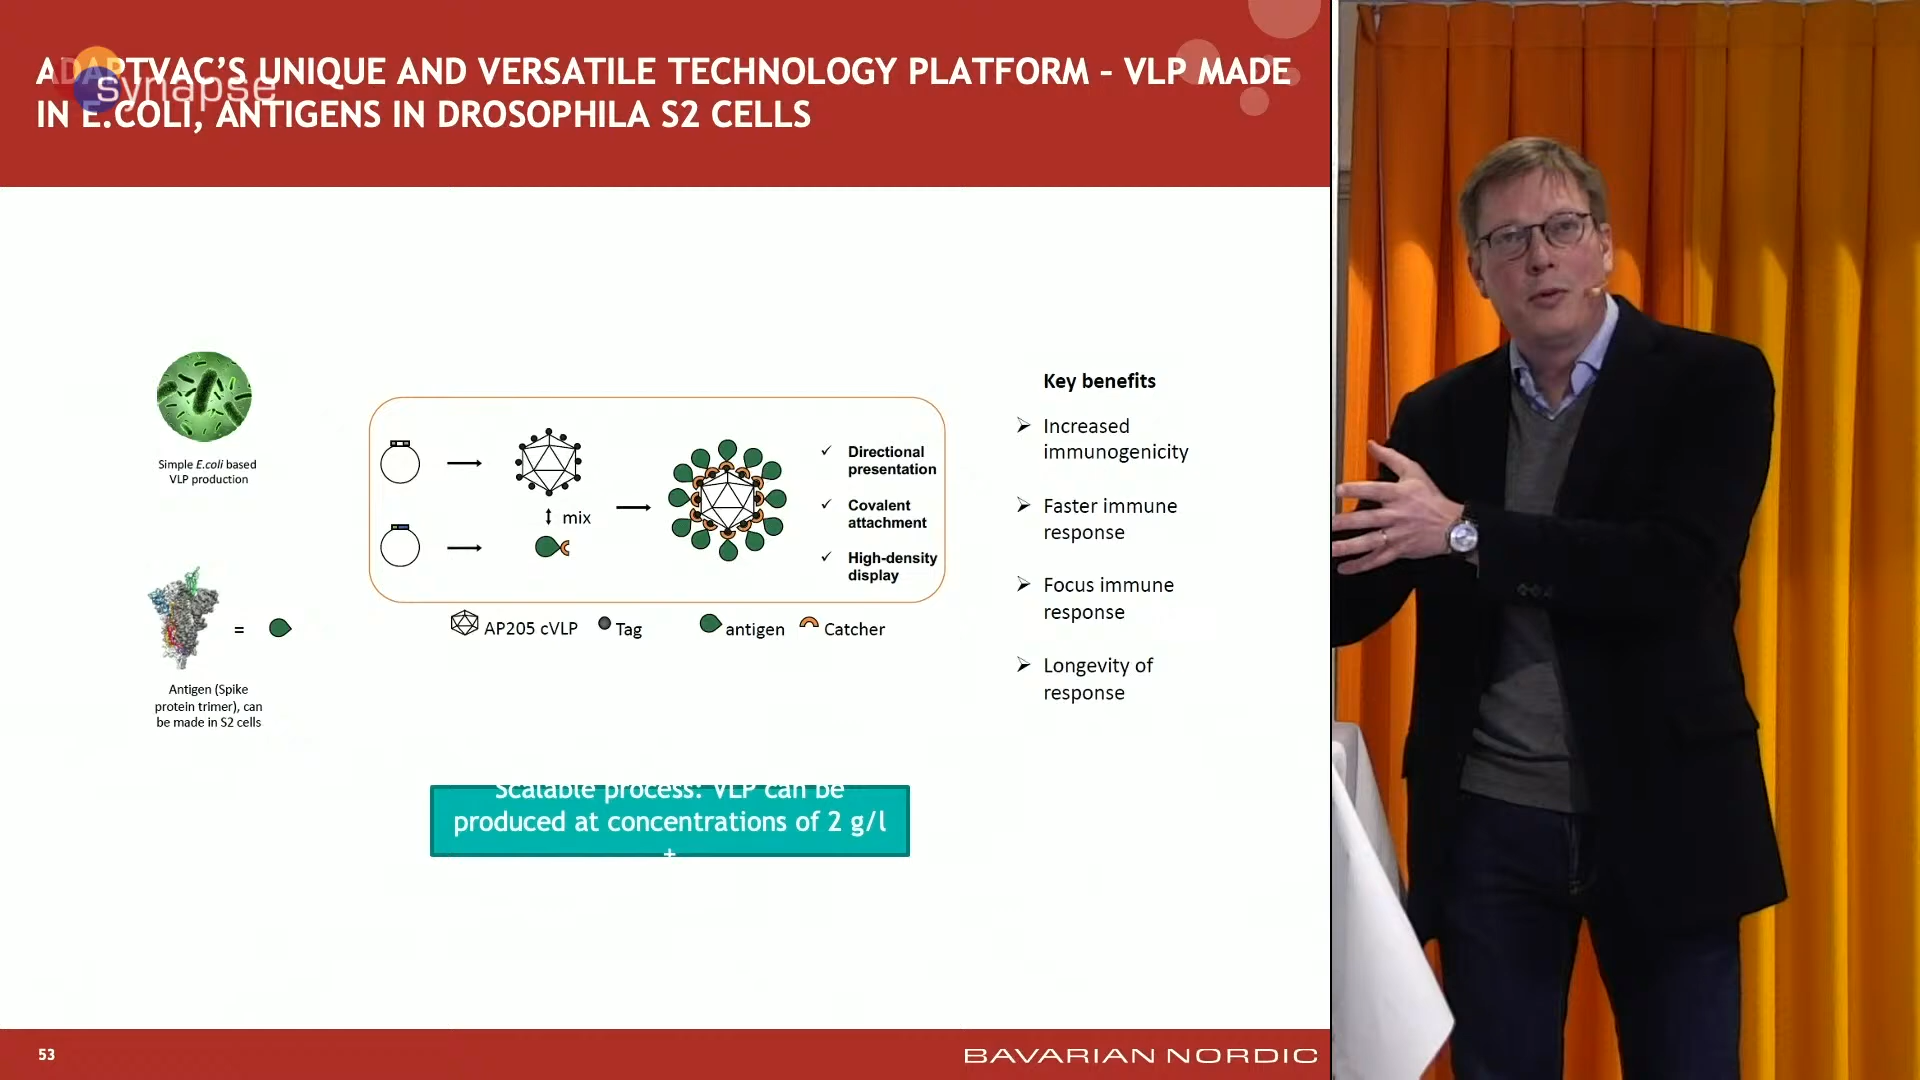 ADAPTVAC'S UNIQUE AND VERSATILE TECHNOLOGY PLATFORM – VLP MADE
IN E.COLI, ANTIGENS IN DROSOPHILA S2 CELLS
synapse
Simple E.coli based
VLP production
Antigen (Spike
protein trimer), can
be made in S2 cells
=
mix
✓ Directional
presentation
✓ Covalent
attachment
✓ High-density
display
AP205 cVLP
Tag
antigen
Catcher
Key benefits
➢ Increased
immunogenicity
➢ Faster immune
response
➢ Focus immune
response
➢ Longevity of
response
Scalable process: VLP can be
produced at concentrations of 2 g/l
+
53
BAVARIAN NORDIC